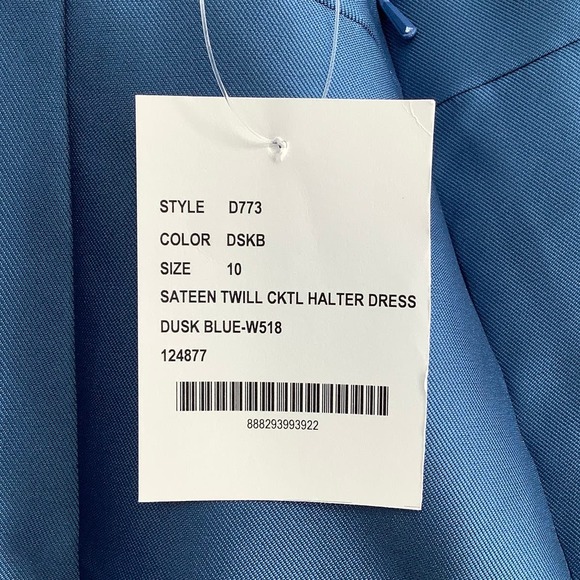 STYLE D773
COLOR DSKB
SIZE 10
SATEEN TWILL CKTL HALTER DRESS
DUSK BLUE-W518
124877
888293993922